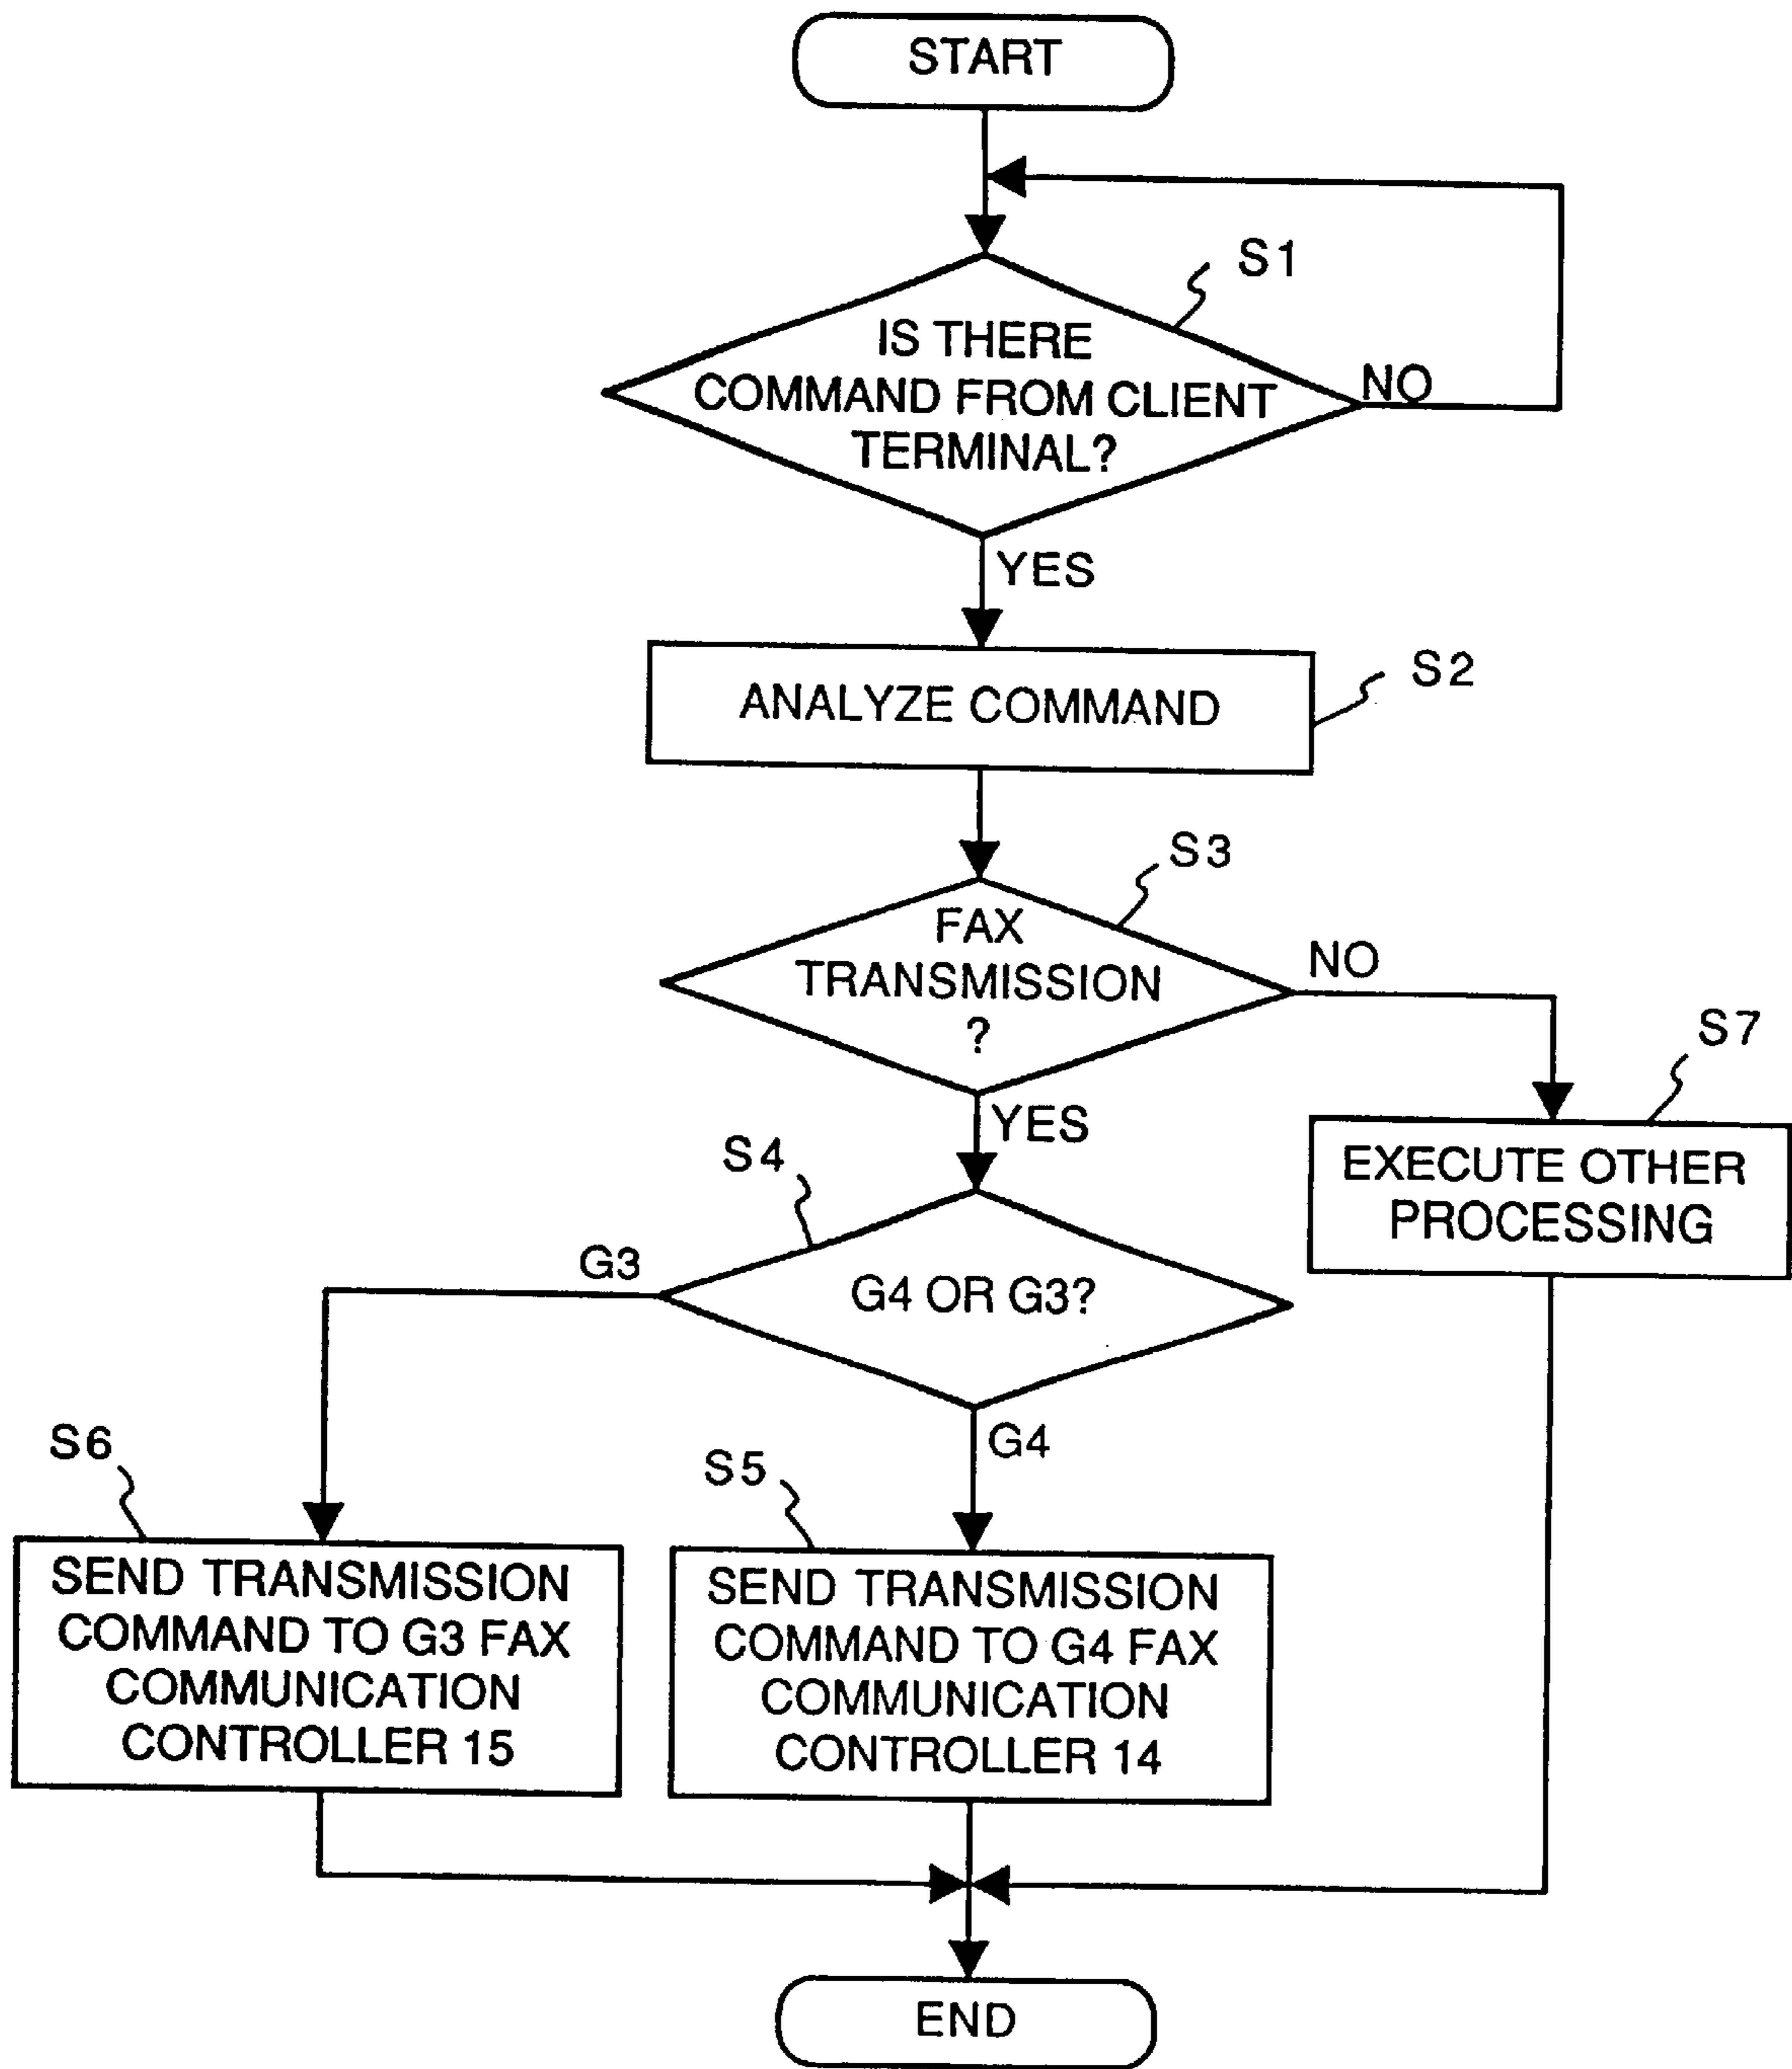 START
S1
IS THERE
COMMAND FROM CLIENT
TERMINAL?
NO
YES
ANALYZE COMMAND
S2
S3
FAX
TRANSMISSION
?
NO
YES
S7
EXECUTE OTHER
PROCESSING
S4
G4 OR G3?
G3
G4
S6
SEND TRANSMISSION
COMMAND TO G3 FAX
COMMUNICATION
CONTROLLER 15
S5
SEND TRANSMISSION
COMMAND TO G4 FAX
COMMUNICATION
CONTROLLER 14
END